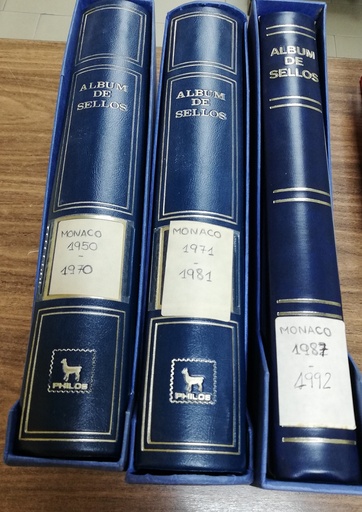 ALBUM
DE
SELLOS
MONACO
1950
-
1970
PHILOS
ALBUM
DE
SELLOS
MONACO
1971
-
1981
PHILOS
ALBUM
DE
SELLOS
MONACO
1987
-
1992